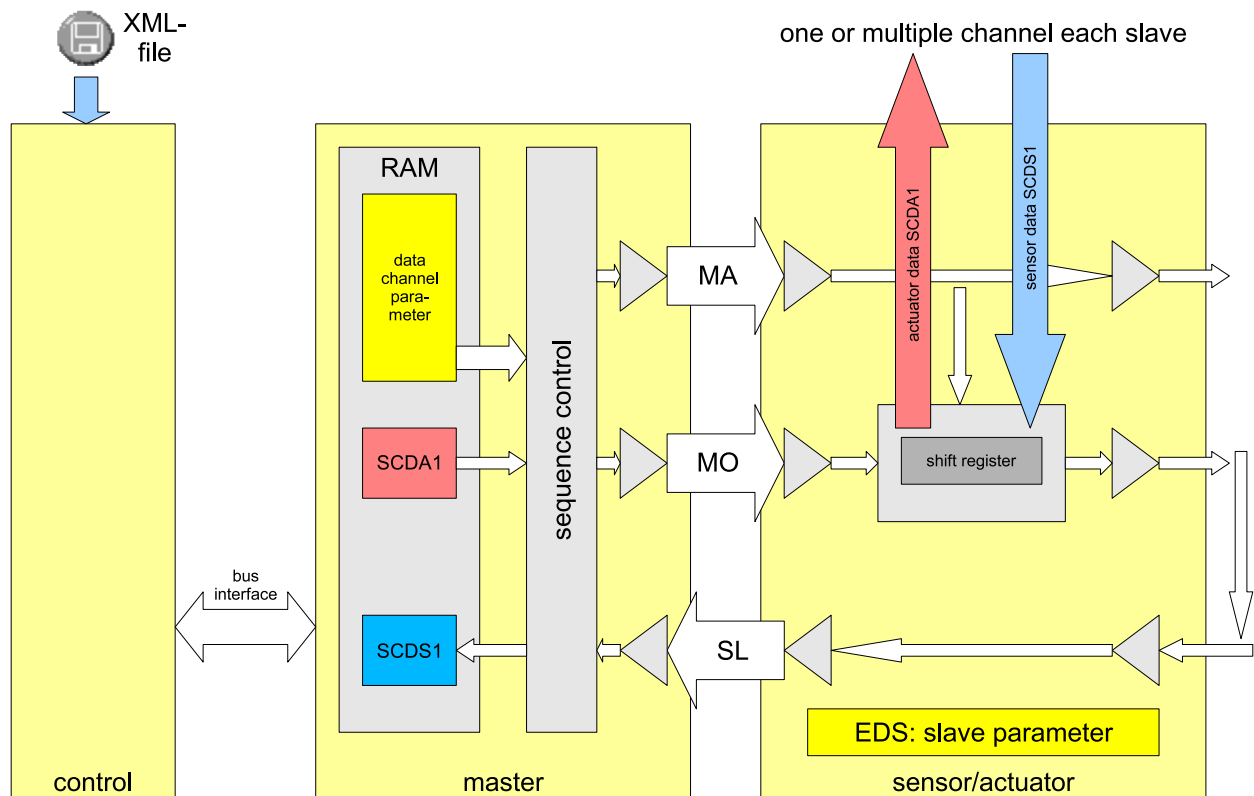 XML-
file
one or multiple channel each slave
RAM
data
channel
para-
meter
SCDA1
SCDS1
sequence control
MA
MO
SL
actuator data SCDA1
sensor data SCDS1
shift register
bus
interface
EDS: slave parameter
control
master
sensor/actuator